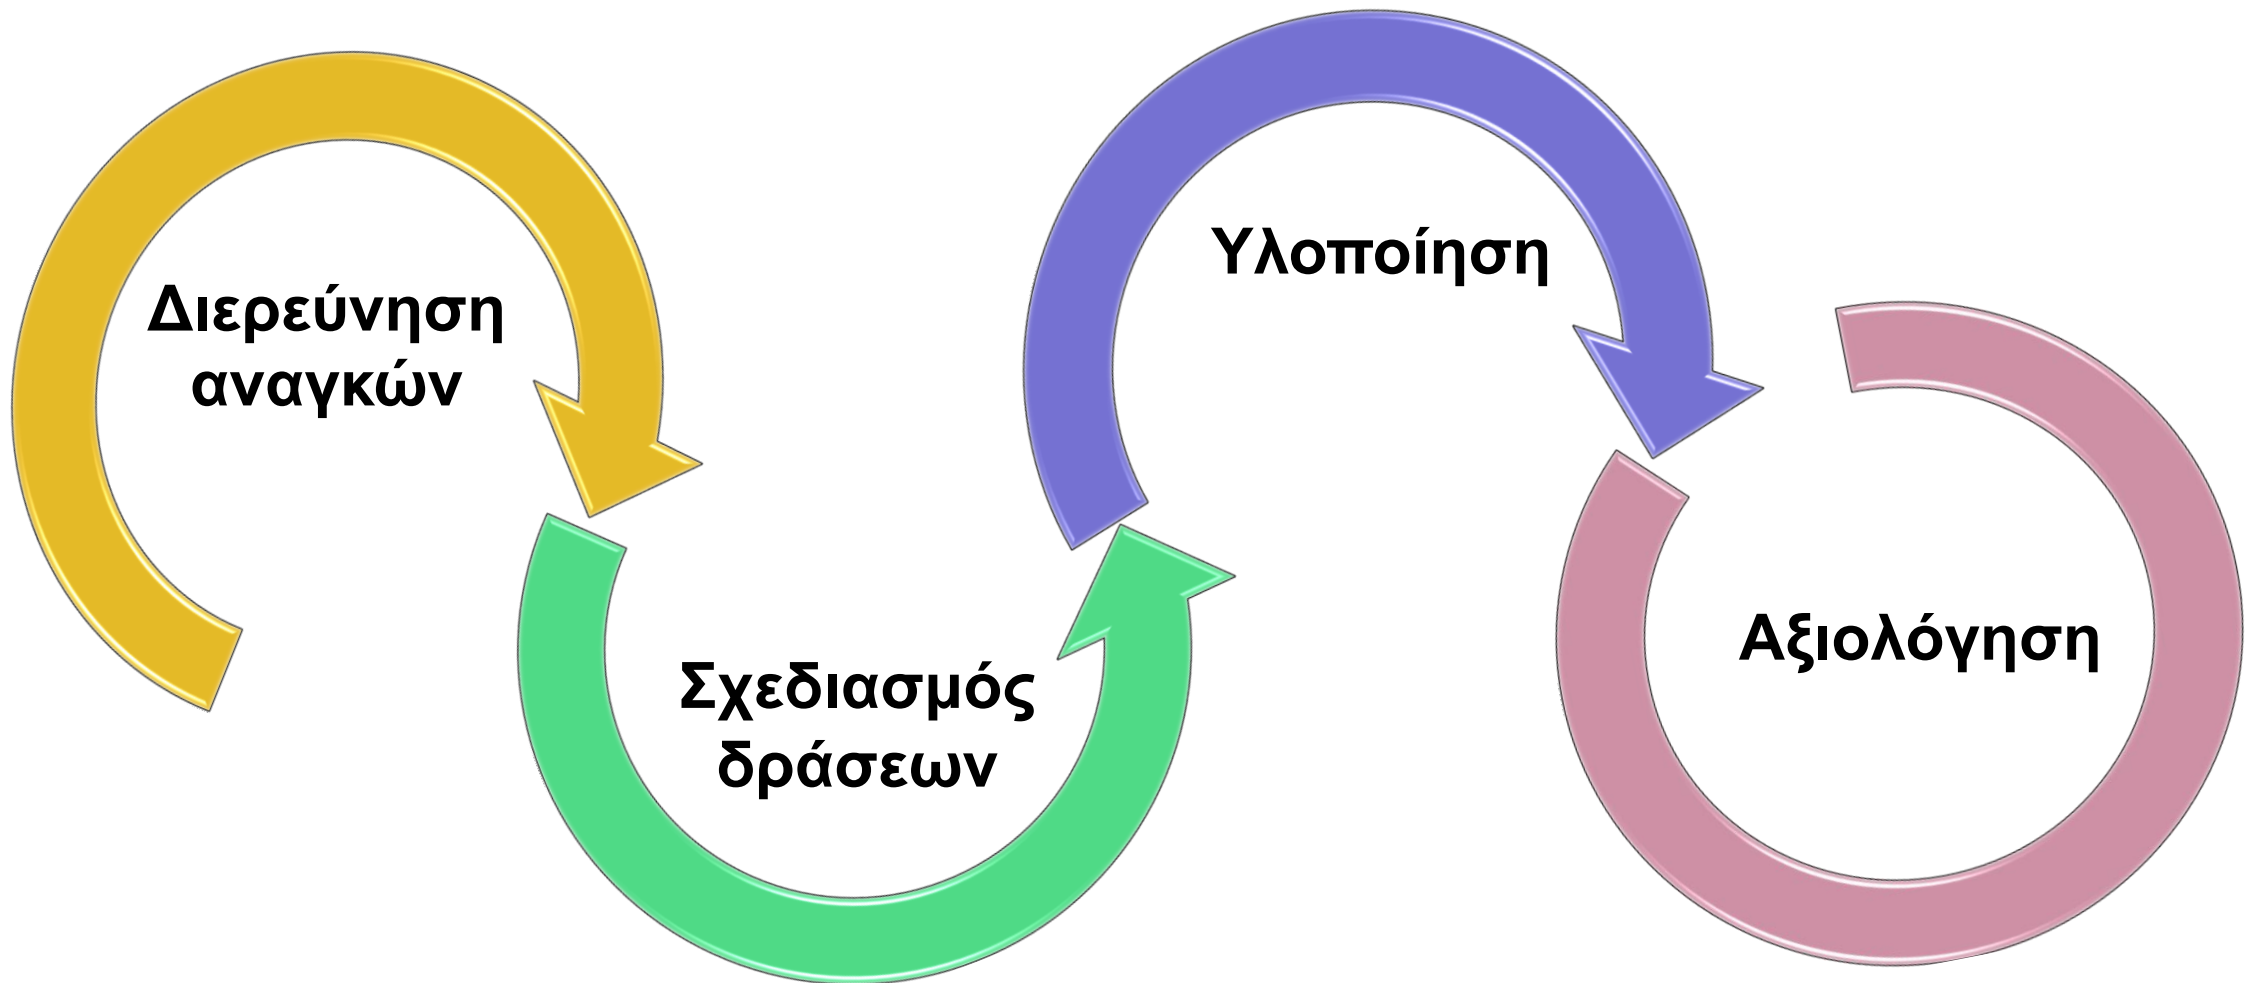 Διερεύνηση
αναγκών
Σχεδιασμός
δράσεων
Υλοποίηση
Αξιολόγηση